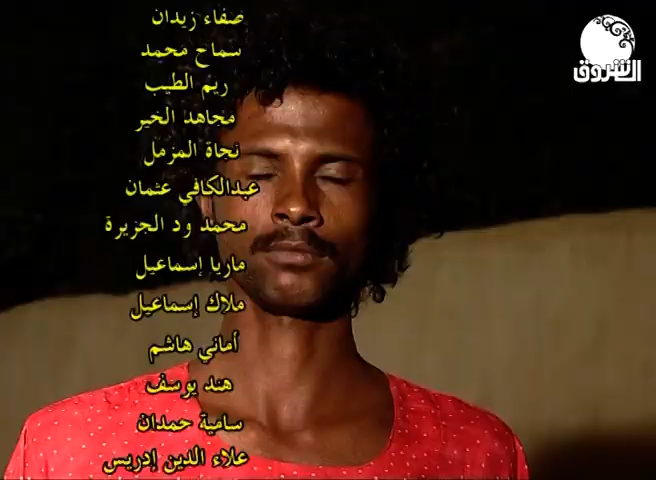 صفاء زيدان
الشروق
سماح محمد
ريم الطيب
مجاهد الخير
نجاة المزمل
عبدالكافي عثمان
محمد ود الجزيرة
ماريا إسماعيل
ملاك إسماعيل
أماني هاشم
هند يوسف
سامية حمدان
علاء الدين إدريس